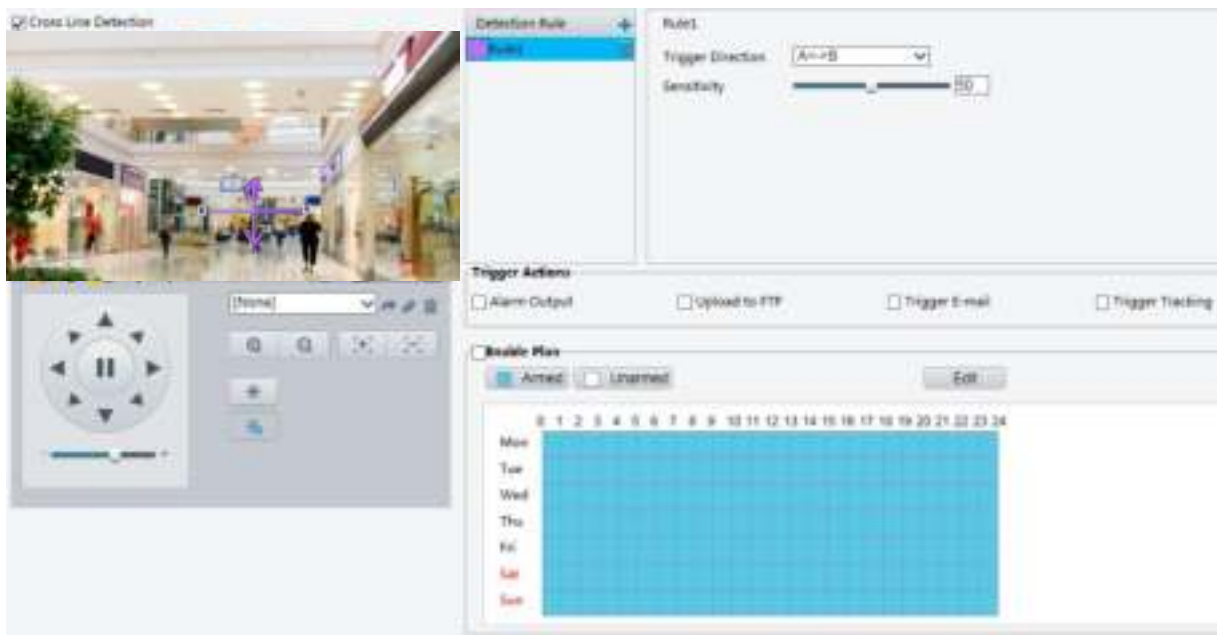 Cross Line Detection
Detection Rule
Rule1
Rule1
Trigger Direction A<->B
Sensitivity 50
Trigger Actions
Alarm Output Upload to FTP Trigger E-mail Trigger Tracking
[None]
Enable Plan
Armed Unarmed Edit
0 1 2 3 4 5 6 7 8 9 10 11 12 13 14 15 16 17 18 19 20 21 22 23 24
Mon
Tue
Wed
Thu
Fri
Sat
Sun